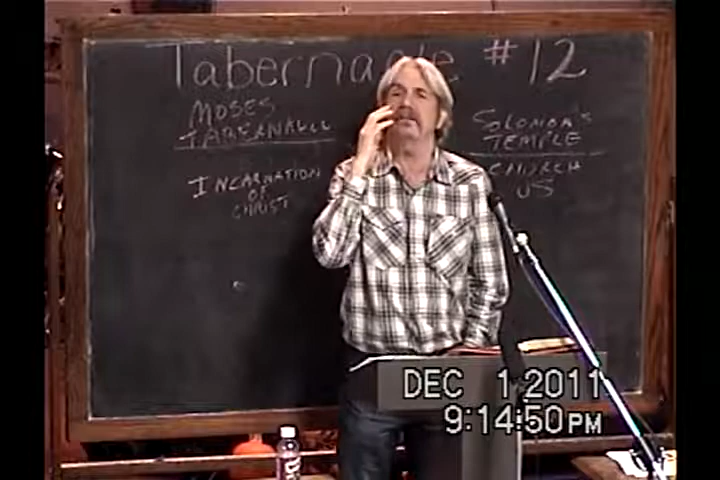 Tabernacle # 12
MOSES
TABERNACLE
INCARNATION
OF
CHRIST
SOLOMON'S
TEMPLE
CHURCH
US
DEC 1 2011
9:14:50 PM